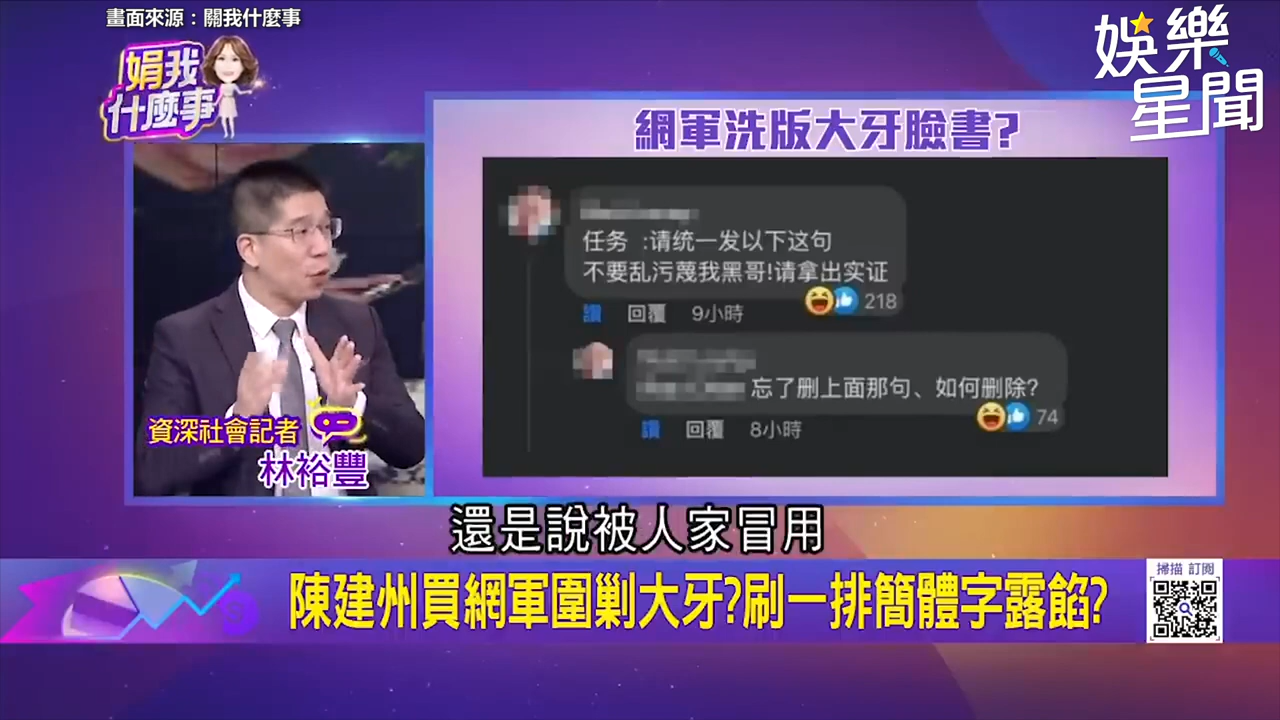 畫面來源：關我什麼事
娛樂星聞
娟我什麼事
網軍洗版大牙臉書?
任务 :请统一发以下这句
不要乱污蔑我黑哥!请拿出实证
218
讚 回覆 9小時
忘了删上面那句、如何删除?
74
讚 回覆 8小時
資深社會記者
林裕豐
還是說被人家冒用
陳建州買網軍圍剿大牙?刷一排簡體字露餡?
掃描 訂閱